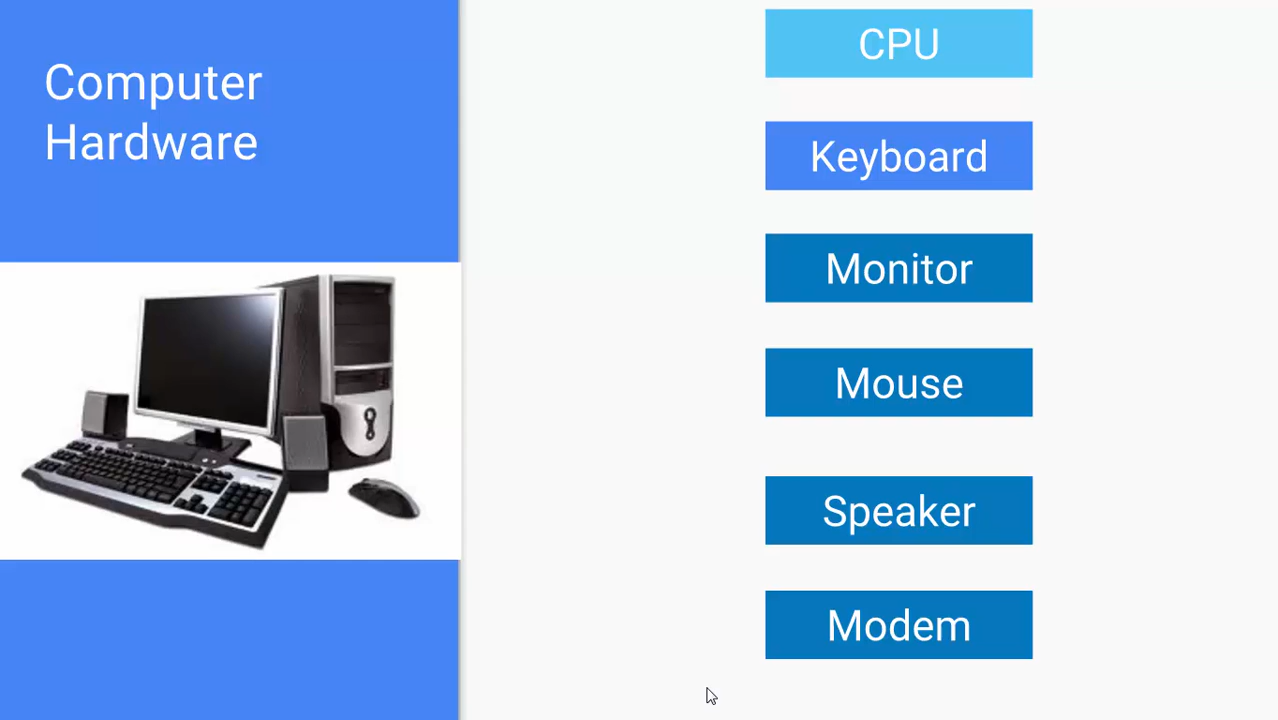 Computer
Hardware
CPU
Keyboard
Monitor
Mouse
Speaker
Modem